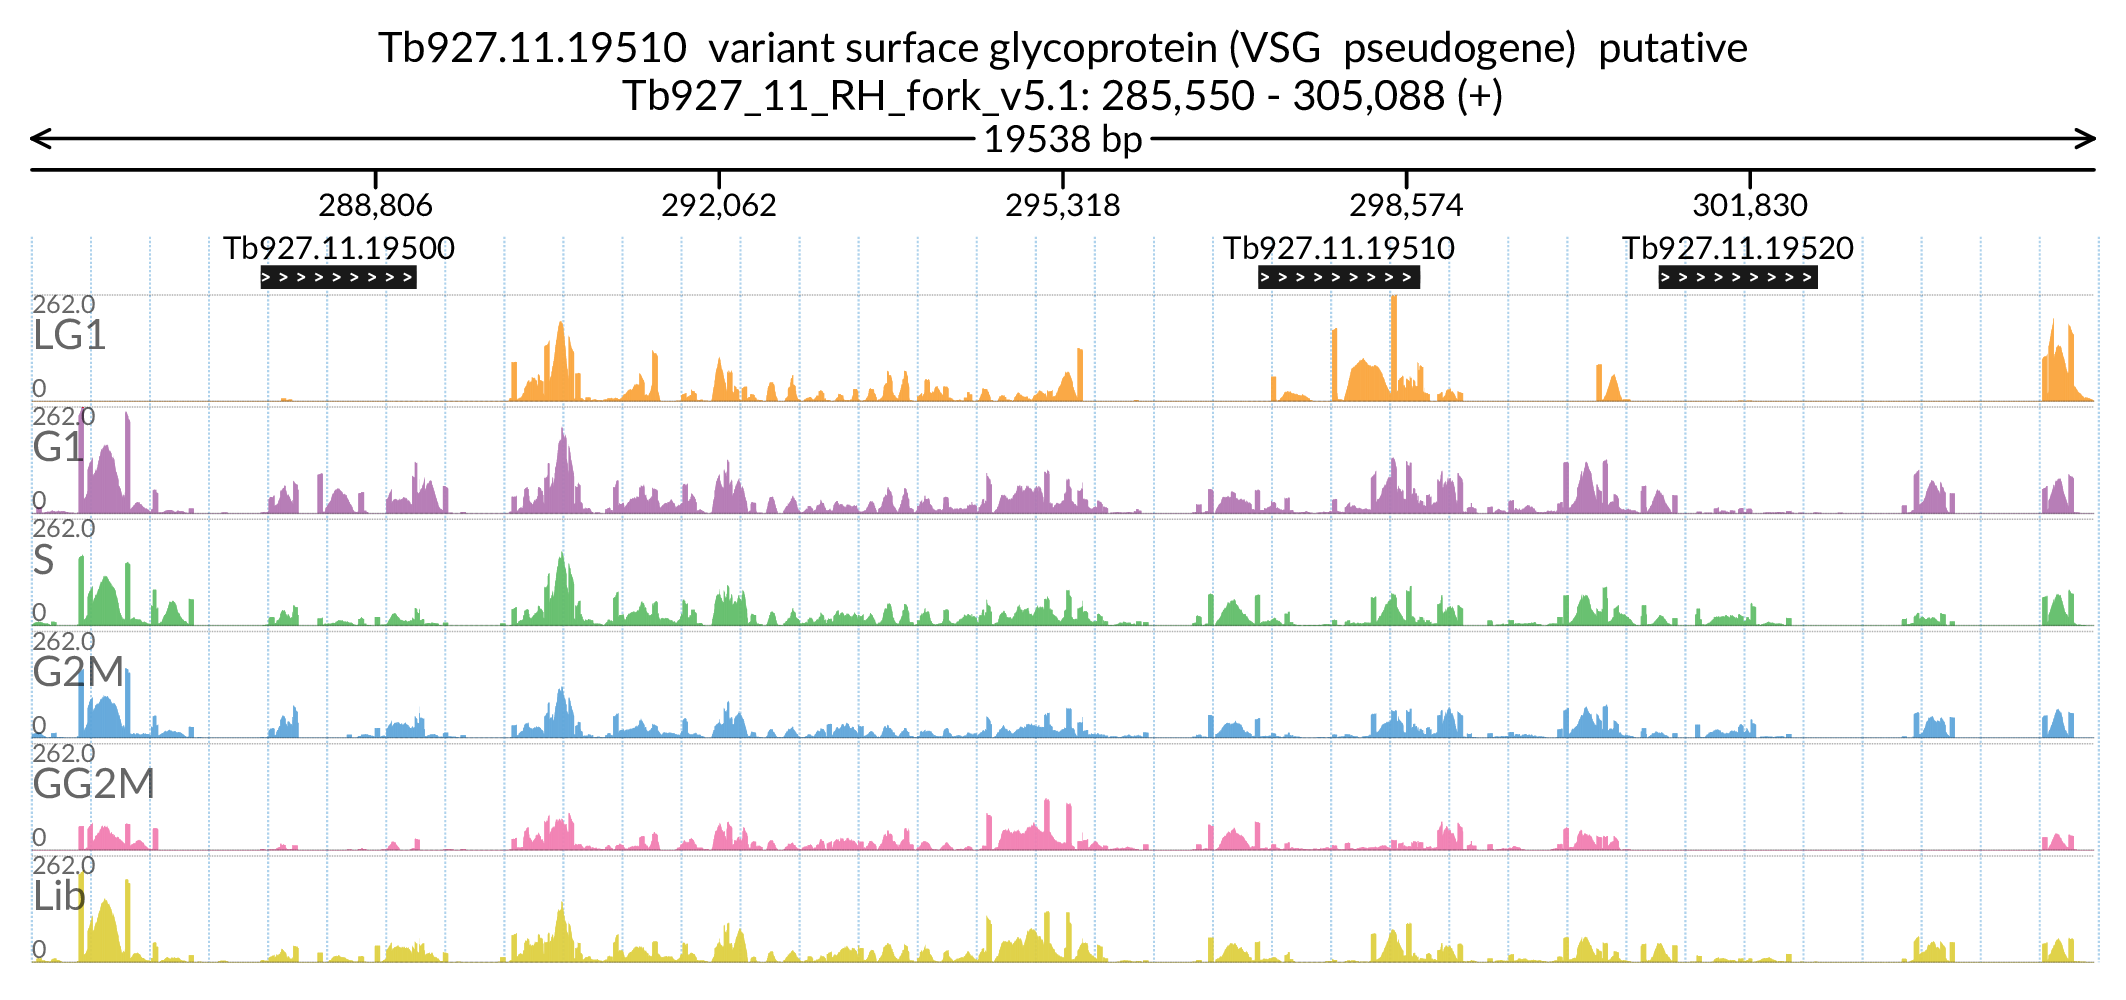 Tb927.11.19510 variant surface glycoprotein (VSG pseudogene) putative
Tb927_11_RH_fork_v5.1: 285,550 - 305,088 (+)
19538 bp
288,806 292,062 295,318 298,574 301,830
Tb927.11.19500 Tb927.11.19510 Tb927.11.19520
262.0
LG1
0
262.0
G1
0
262.0
S
0
262.0
G2M
0
262.0
GG2M
0
262.0
Lib
0